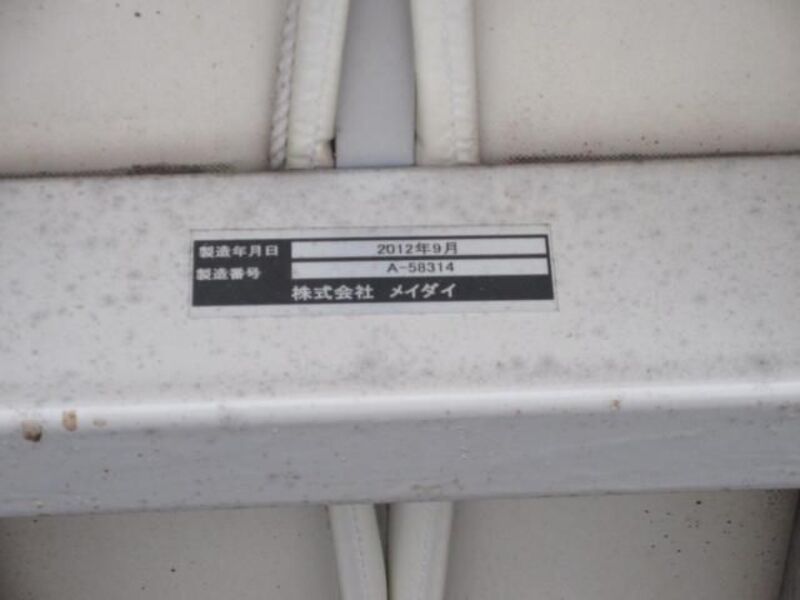 製造年月日 2012年9月
製造番号 A-58314
株式会社 メイダイ